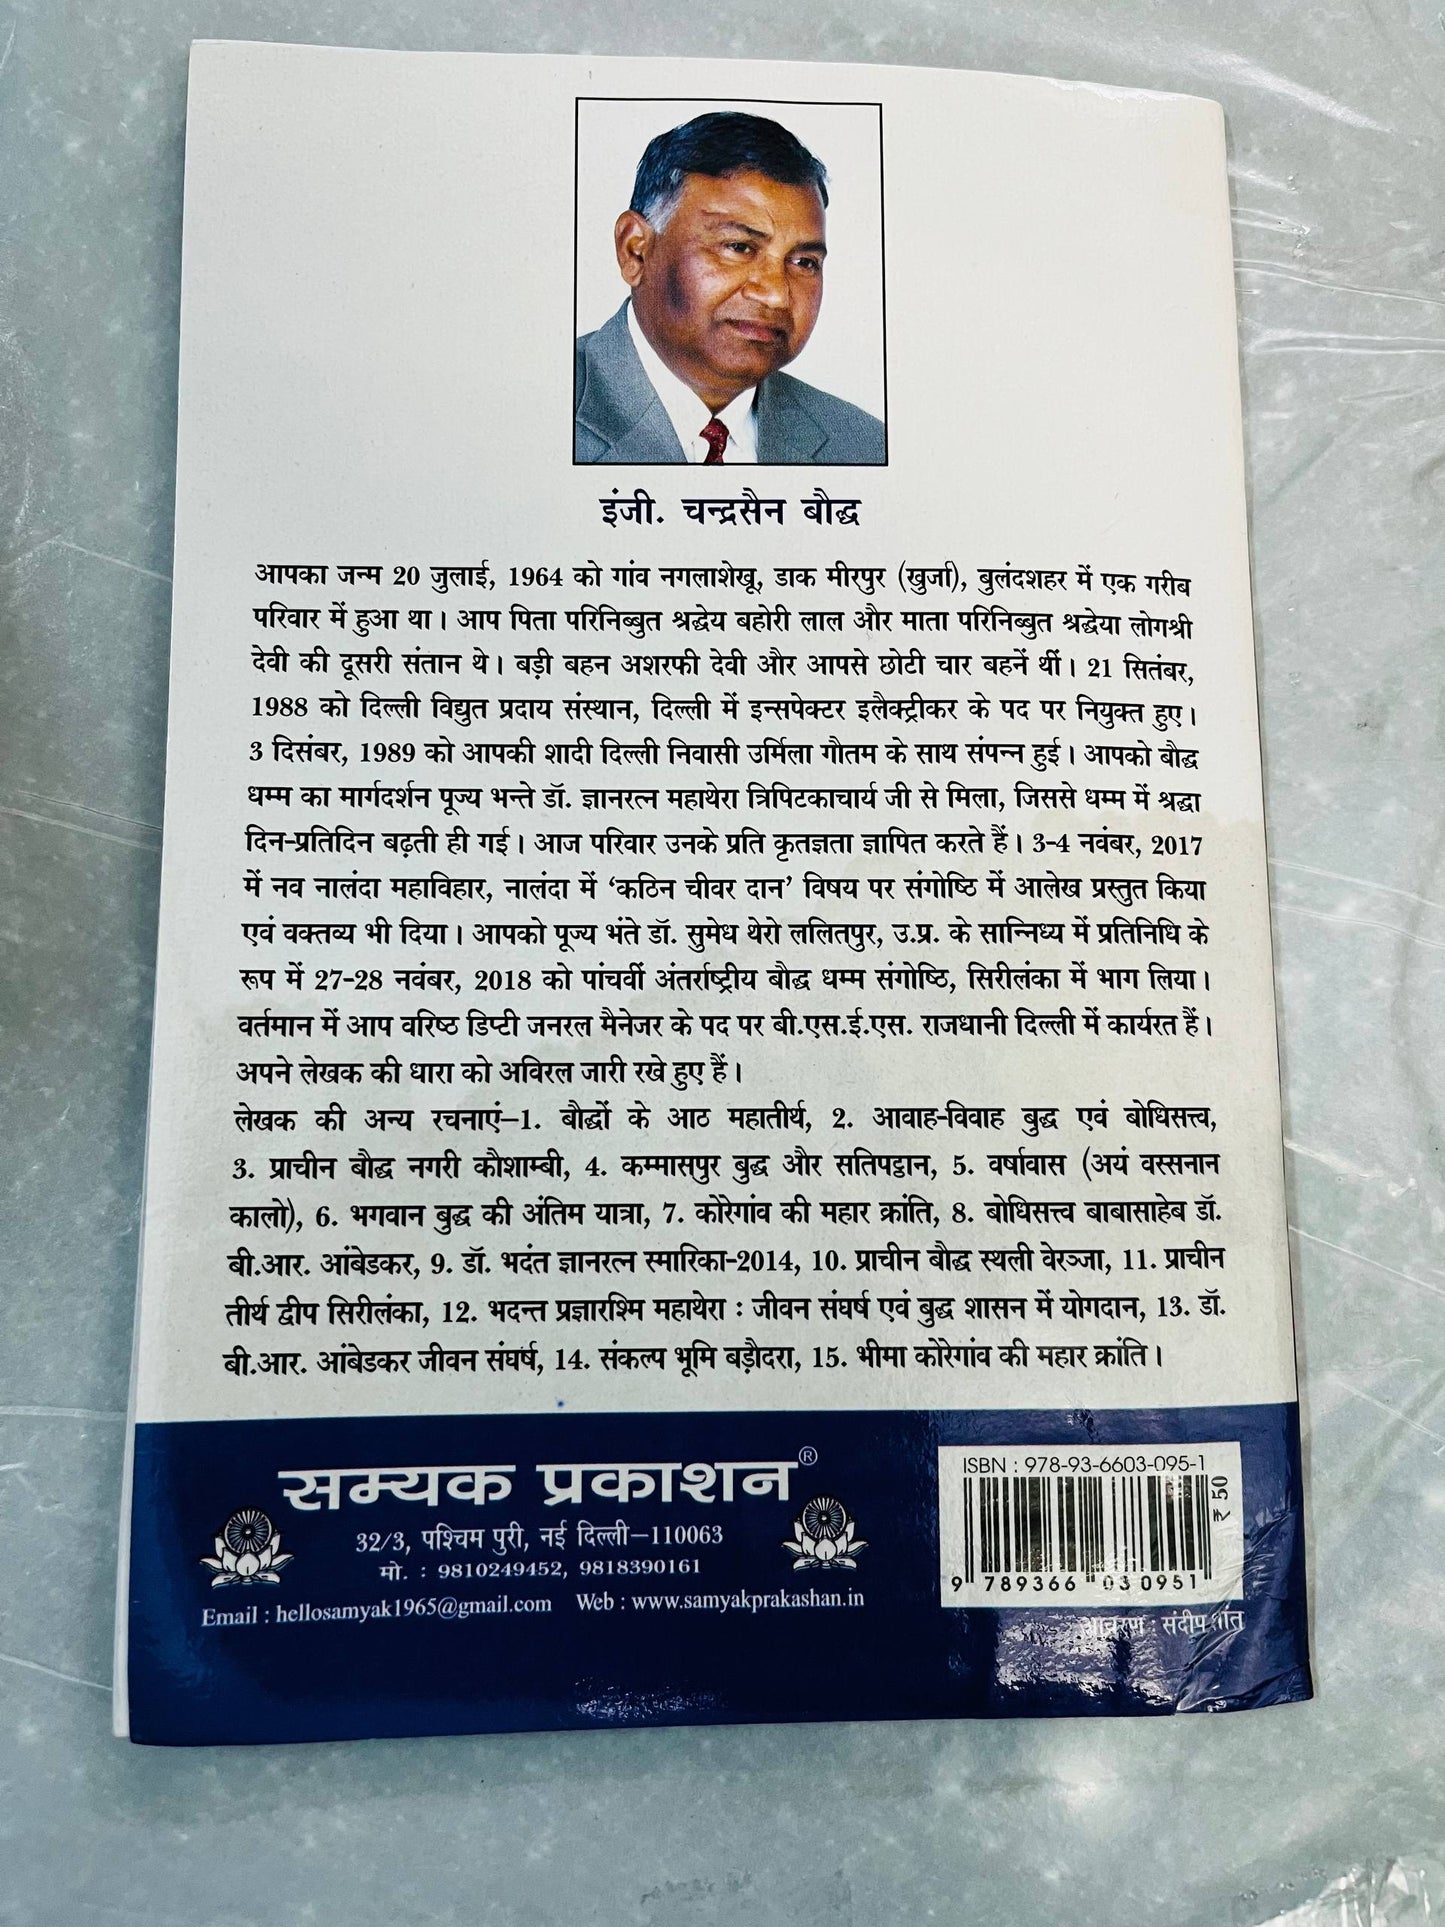 इंजी. चन्द्रसैन बौद्ध
आपका जन्म 20 जुलाई, 1964 को गांव नगलाशेखू, डाक मीरपुर (खुर्जा), बुलंदशहर में एक गरीब
परिवार में हुआ था। आप पिता परिनिब्बुत श्रद्धेय बहोरी लाल और माता परिनिब्बुत श्रद्धेया लोगश्री
देवी की दूसरी संतान थे। बड़ी बहन अशरफी देवी और आपसे छोटी चार बहनें थीं। 21 सितंबर,
1988 को दिल्ली विद्युत प्रदाय संस्थान, दिल्ली में इन्सपेक्टर इलैक्ट्रीकर के पद पर नियुक्त हुए।
3 दिसंबर, 1989 को आपकी शादी दिल्ली निवासी उर्मिला गौतम के साथ संपन्न हुई। आपको बौद्ध
धम्म का मार्गदर्शन पूज्य भन्ते डॉ. ज्ञानरत्न महाथेरा त्रिपिटकाचार्य जी से मिला, जिससे धम्म में श्रद्धा
दिन-प्रतिदिन बढ़ती ही गई। आज परिवार उनके प्रति कृतज्ञता ज्ञापित करते हैं। 3-4 नवंबर, 2017
में नव नालंदा महाविहार, नालंदा में ‘कठिन चीवर दान’ विषय पर संगोष्ठि में आलेख प्रस्तुत किया
एवं वक्तव्य भी दिया। आपको पूज्य भंते डॉ. सुमेध थेरो ललितपुर, उ.प्र. के सान्निध्य में प्रतिनिधि के
रूप में 27-28 नवंबर, 2018 को पांचवीं अंतर्राष्ट्रीय बौद्ध धम्म संगोष्ठि, सिरीलंका में भाग लिया।
वर्तमान में आप वरिष्ठ डिप्टी जनरल मैनेजर के पद पर बी.एस.ई.एस. राजधानी दिल्ली में कार्यरत हैं।
अपने लेखक की धारा को अविरल जारी रखे हुए हैं।
लेखक की अन्य रचनाएं–1. बौद्धों के आठ महातीर्थ, 2. आवाह-विवाह बुद्ध एवं बोधिसत्त्व,
3. प्राचीन बौद्ध नगरी कौशाम्बी, 4. कम्मासपुर बुद्ध और सतिपट्ठान, 5. वर्षावास (अयं वस्सनान
कालो), 6. भगवान बुद्ध की अंतिम यात्रा, 7. कोरेगांव की महार क्रांति, 8. बोधिसत्त्व बाबासाहेब डॉ.
बी.आर. आंबेडकर, 9. डॉ. भदंत ज्ञानरत्न स्मारिका-2014, 10. प्राचीन बौद्ध स्थली वेरञ्जा, 11. प्राचीन
तीर्थ द्वीप सिरीलंका, 12. भदन्त प्रज्ञारश्मि महाथेरा : जीवन संघर्ष एवं बुद्ध शासन में योगदान, 13. डॉ.
बी.आर. आंबेडकर जीवन संघर्ष, 14. संकल्प भूमि बड़ौदरा, 15. भीमा कोरेगांव की महार क्रांति।
सम्यक प्रकाशन®
32/3, पश्चिम पुरी, नई दिल्ली–110063
मो. : 9810249452, 9818390161
Email : hellosamyak1965@gmail.com Web : www.samyakprakashan.in
ISBN : 978-93-6603-095-1
₹ 50
9 789366 030951
आवरण : संदीप शांत